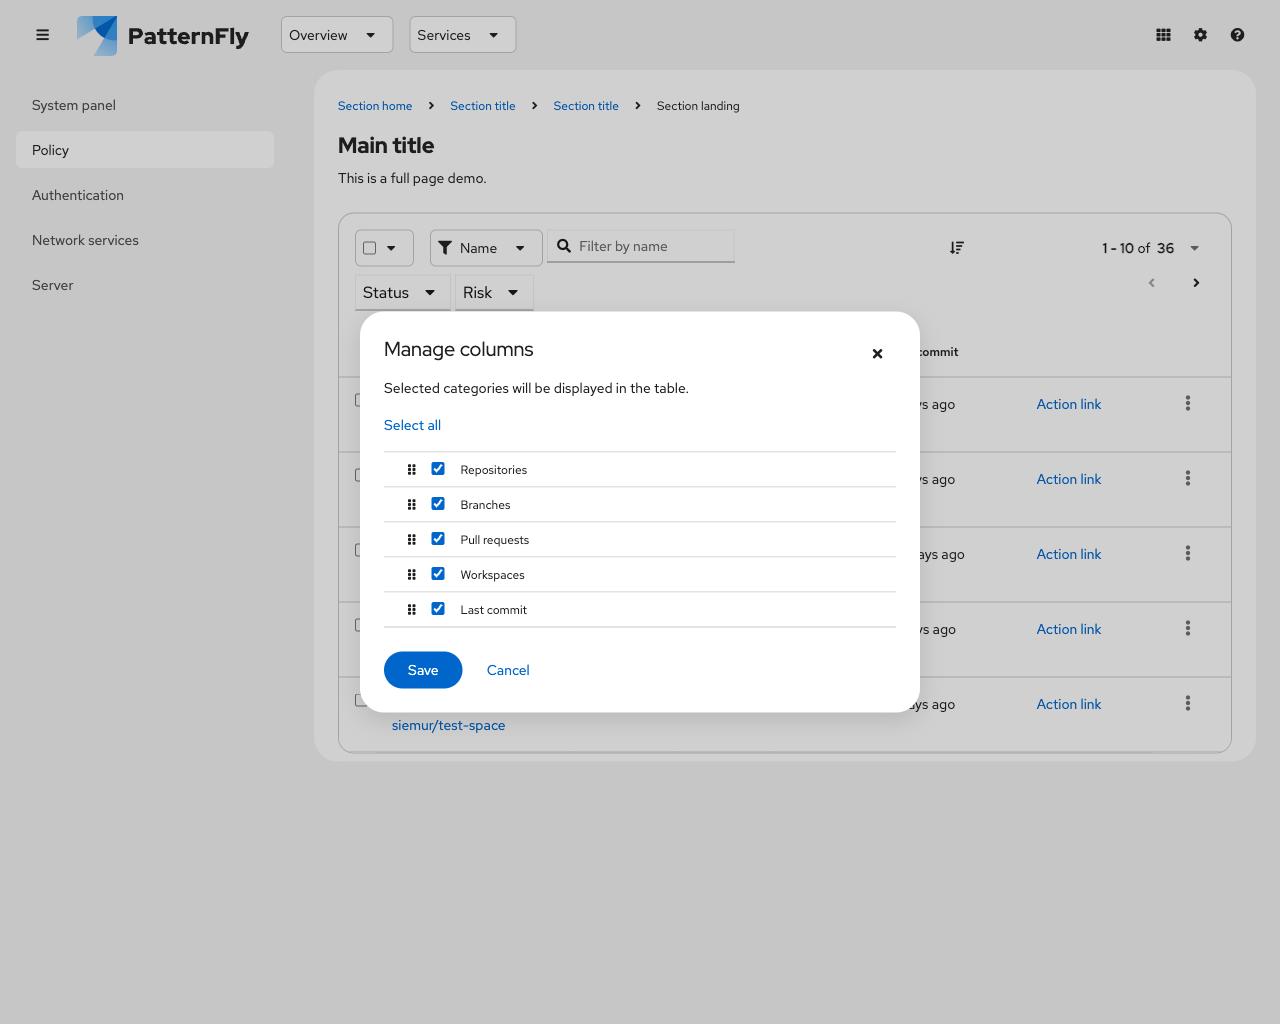 PatternFly
Overview
Services
System panel
Policy
Authentication
Network services
Server
Section home
Section title
Section title
Section landing
Main title
This is a full page demo.
Name
Filter by name
1 - 10 of 36
Status
Risk
commit
Manage columns
Selected categories will be displayed in the table.
Select all
Repositories
Branches
Pull requests
Workspaces
Last commit
Save
Cancel
ago Action link
ago Action link
ago Action link
ago Action link
ago Action link
siemur/test-space